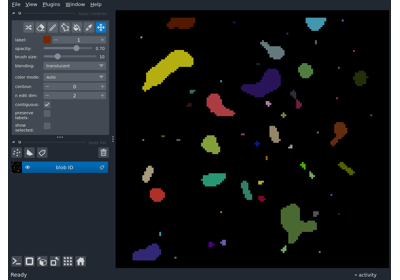 File View Plugins Window Help
label: 1
opacity: 0.70
brush size: 10
blending: translucent
color mode: auto
contour: 0
n edit dim: 2
contiguous:
preserve
labels:
show
selected:
blob ID
Ready
activity